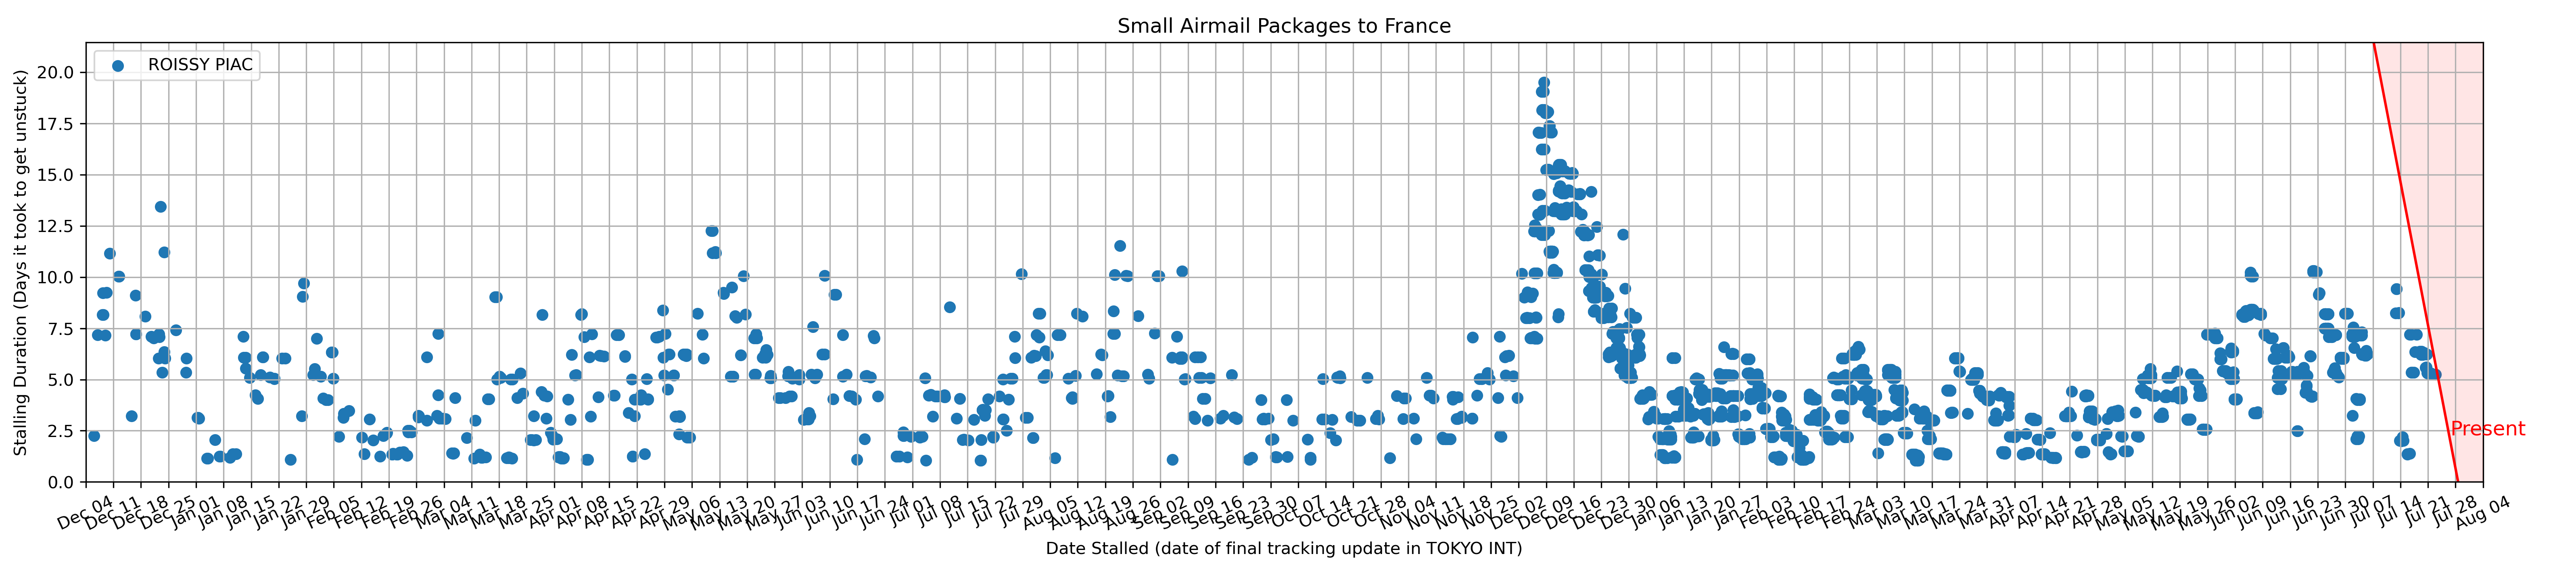 Small Airmail Packages to France
ROISSY PIAC
Stalling Duration (Days it took to get unstuck)
20.0
17.5
15.0
12.5
10.0
7.5
5.0
2.5
0.0
Present
Dec 04
Dec 11
Dec 18
Dec 25
Jan 01
Jan 08
Jan 15
Jan 22
Jan 29
Feb 05
Feb 12
Feb 19
Feb 26
Mar 04
Mar 11
Mar 18
Mar 25
Apr 01
Apr 08
Apr 15
Apr 22
Apr 29
May 06
May 13
May 20
May 27
Jun 03
Jun 10
Jun 17
Jun 24
Jul 01
Jul 08
Jul 15
Jul 22
Jul 29
Aug 05
Aug 12
Aug 19
Aug 26
Sep 02
Sep 09
Sep 16
Sep 23
Sep 30
Oct 07
Oct 14
Oct 21
Oct 28
Nov 04
Nov 11
Nov 18
Nov 25
Dec 02
Dec 09
Dec 16
Dec 23
Dec 30
Jan 06
Jan 13
Jan 20
Jan 27
Feb 03
Feb 10
Feb 17
Feb 24
Mar 03
Mar 10
Mar 17
Mar 24
Mar 31
Apr 07
Apr 14
Apr 21
Apr 28
May 05
May 12
May 19
May 26
Jun 02
Jun 09
Jun 16
Jun 23
Jun 30
Jul 07
Jul 14
Jul 21
Jul 28
Aug 04
Date Stalled (date of final tracking update in TOKYO INT)